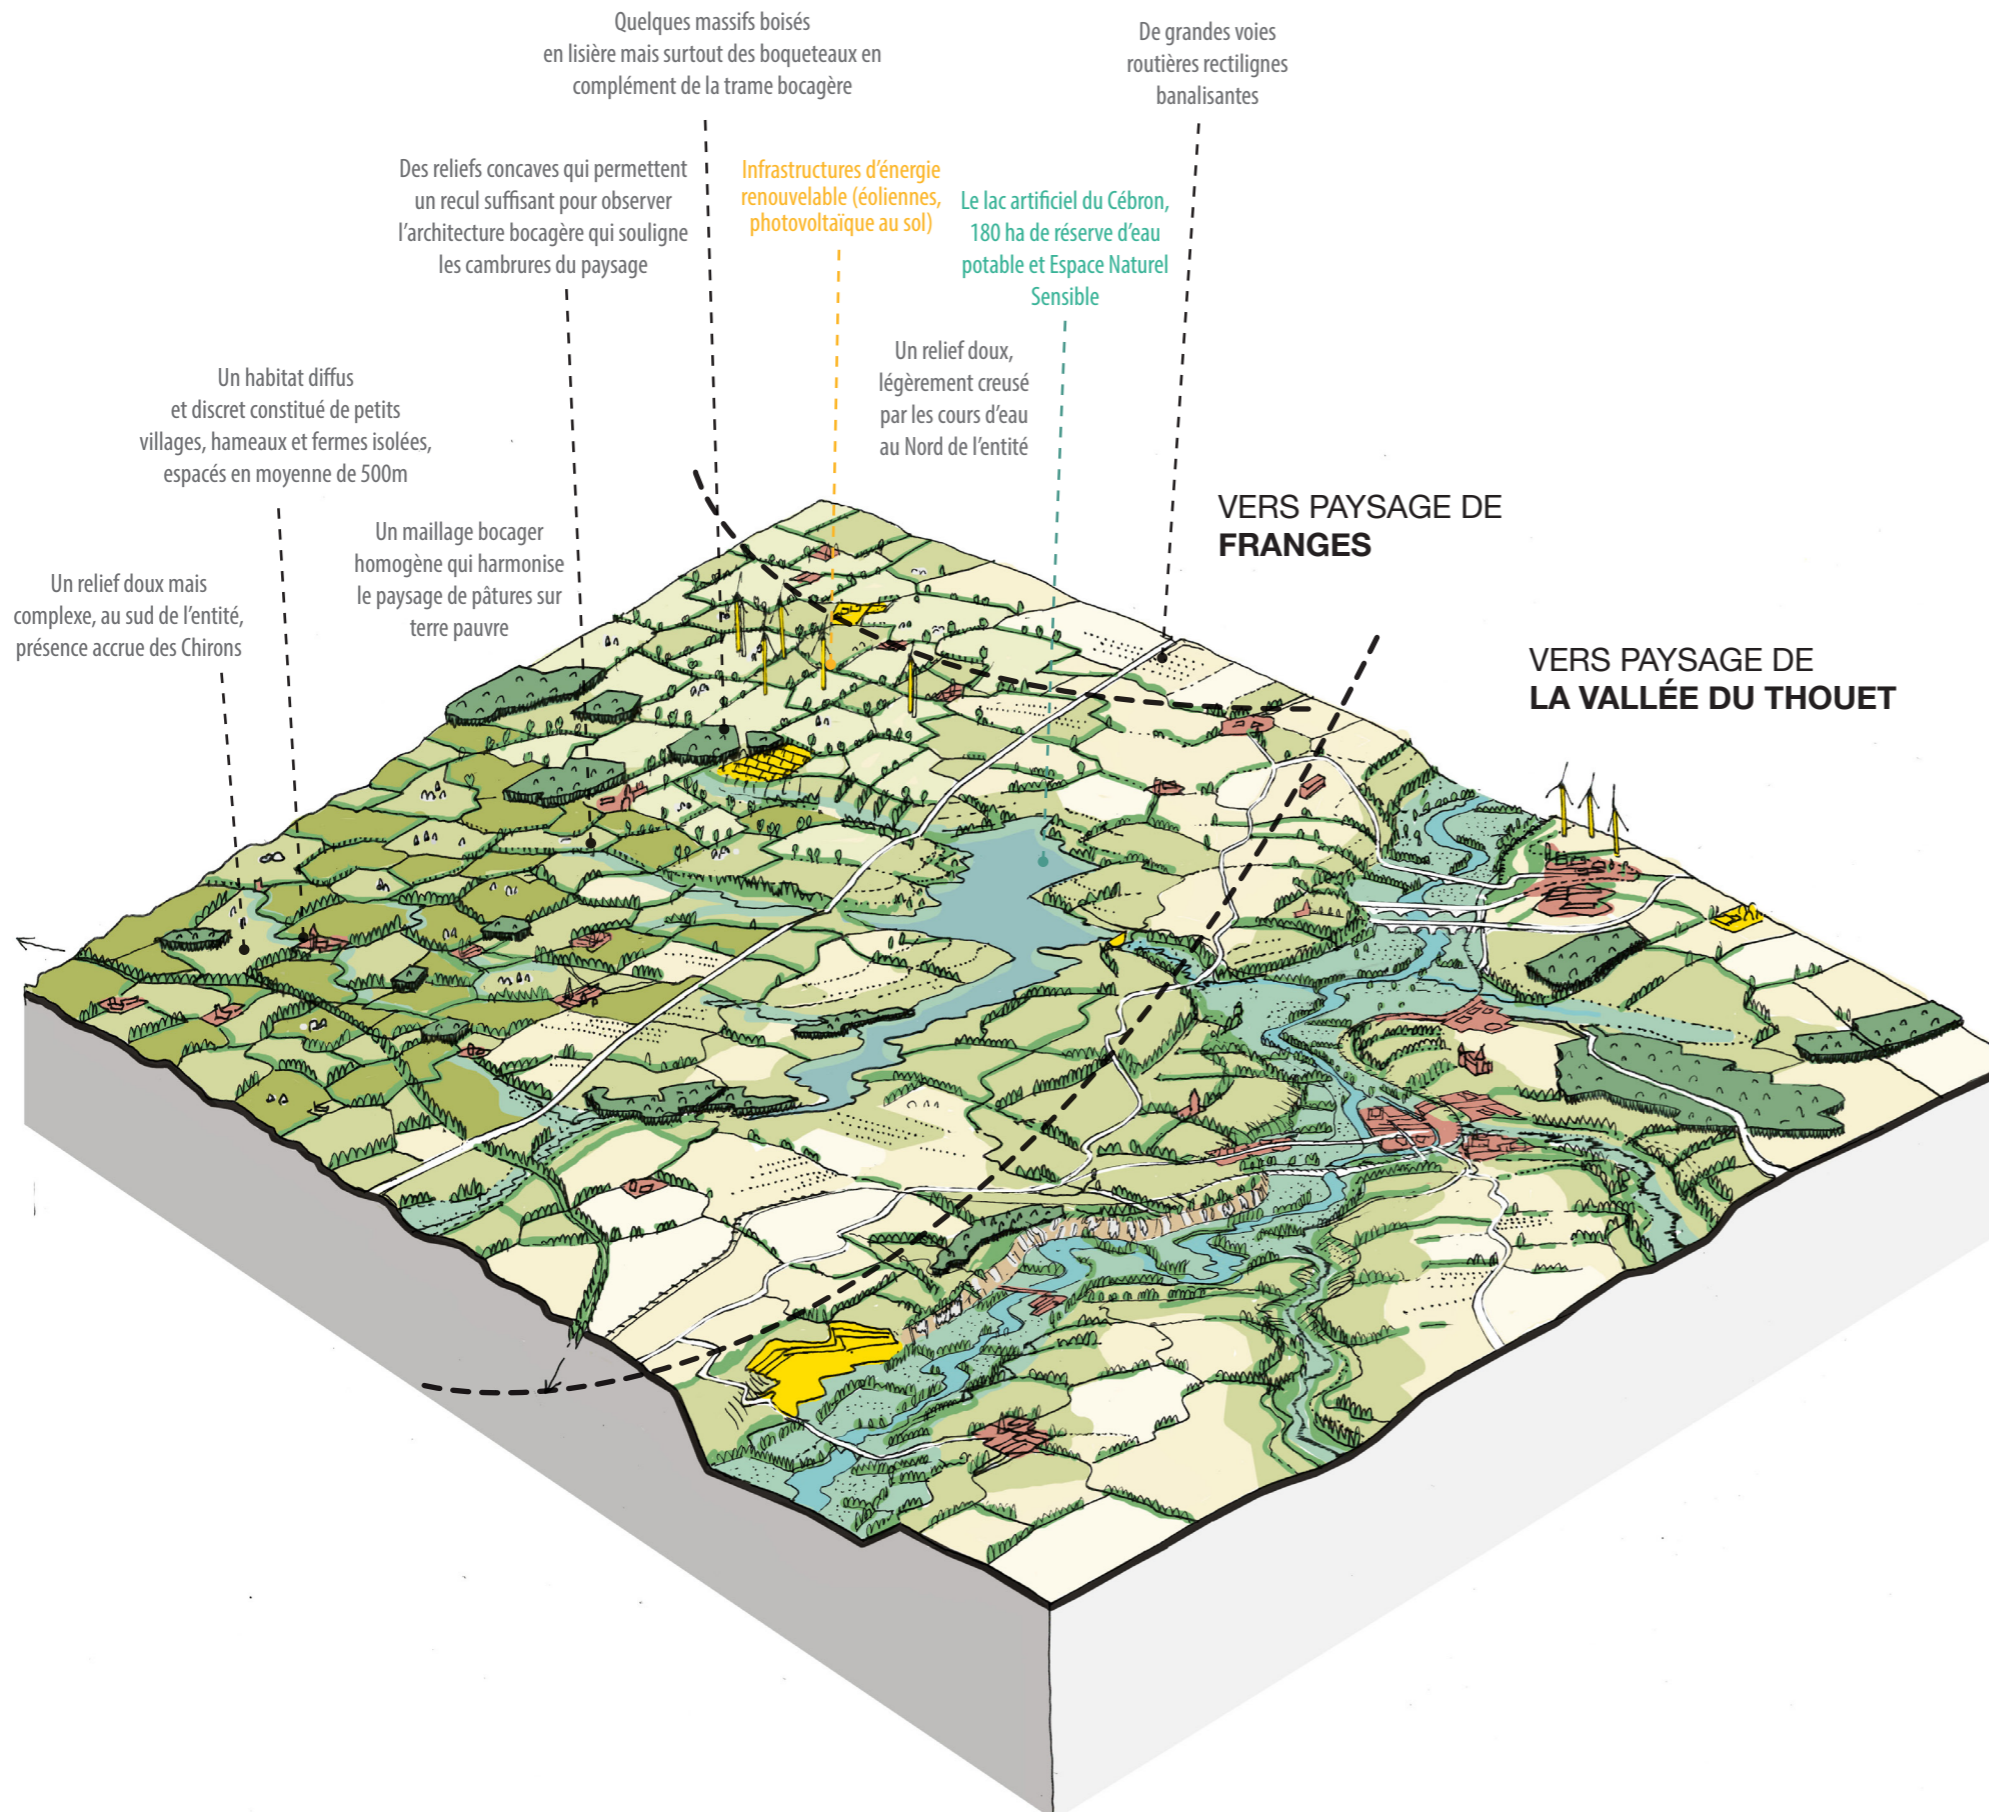 Quelques massifs boisés
en lisière mais surtout des boqueteaux en
complément de la trame bocagère
De grandes voies
routières rectilignes
banalisantes
Des reliefs concaves qui permettent
un recul suffisant pour observer
l'architecture bocagère qui souligne
les cambrures du paysage
Infrastructures d'énergie
renouvelable (éoliennes,
photovoltaïque au sol)
Le lac artificiel du Cébron,
180 ha de réserve d'eau
potable et Espace Naturel
Sensible
Un relief doux,
légèrement creusé
par les cours d'eau
au Nord de l'entité
Un habitat diffus
et discret constitué de petits
villages, hameaux et fermes isolées,
espacés en moyenne de 500m
Un maillage bocager
homogène qui harmonise
le paysage de pâtures sur
terre pauvre
Un relief doux mais
complexe, au sud de l'entité,
présence accrue des Chirons
VERS PAYSAGE DE
FRANGES
VERS PAYSAGE DE
LA VALLÉE DU THOUET